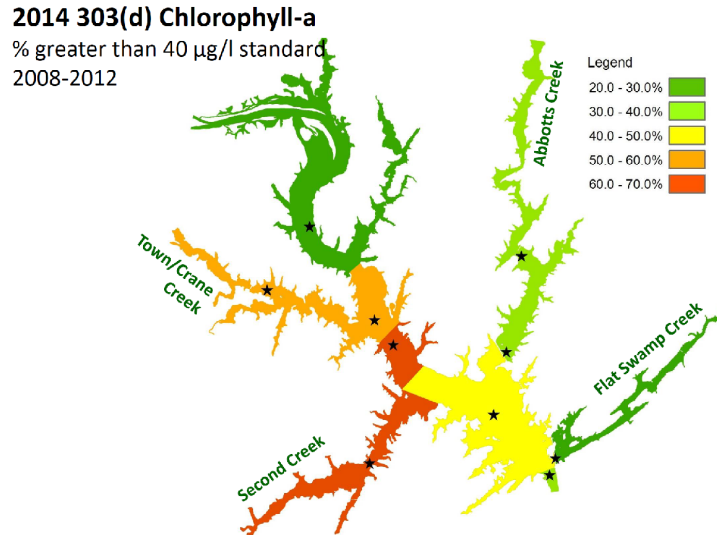 2014 303(d) Chlorophyll-a
% greater than 40 µg/l standard
2008-2012
Legend
20.0 - 30.0%
30.0 - 40.0%
40.0 - 50.0%
50.0 - 60.0%
60.0 - 70.0%
Abbotts Creek
Town/Crane
Creek
Flat Swamp Creek
Second Creek